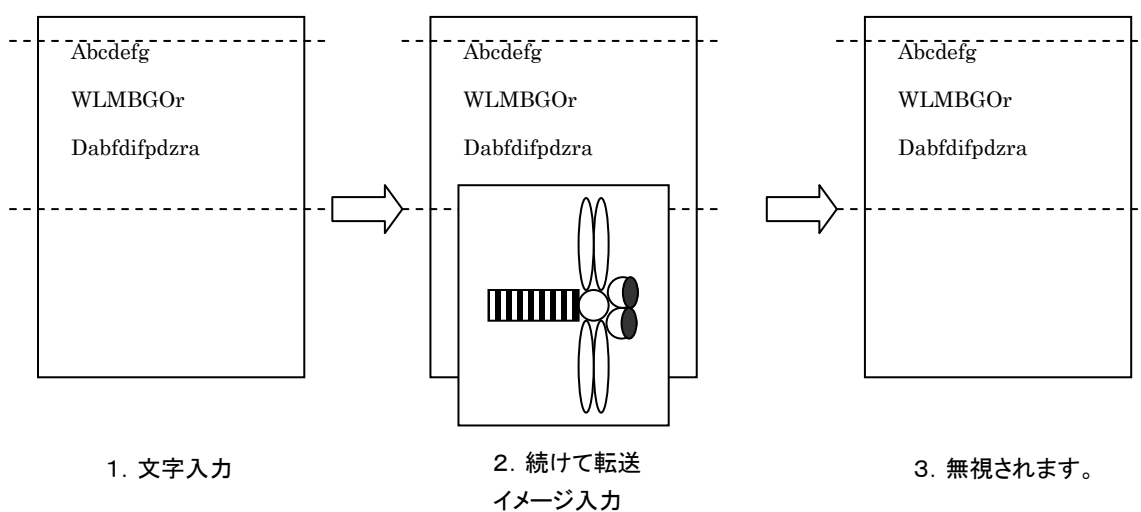 Abcdefg
WLMBGOr
Dabfdifpdzra
Abcdefg
WLMBGOr
Dabfdifpdzra
Abcdefg
WLMBGOr
Dabfdifpdzra
1. 文字入力
2. 続けて転送
イメージ入力
3. 無視されます。